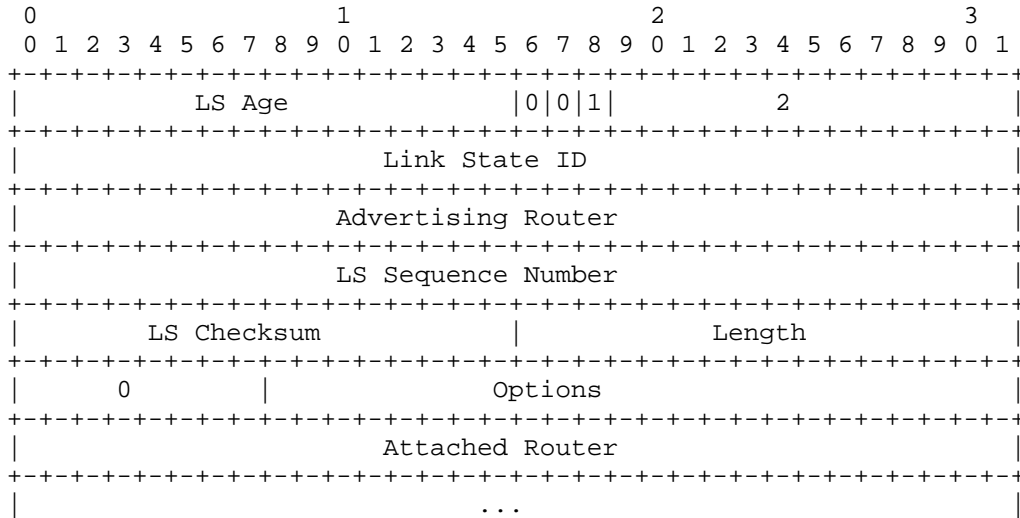 0                   1                   2                   3
 0 1 2 3 4 5 6 7 8 9 0 1 2 3 4 5 6 7 8 9 0 1 2 3 4 5 6 7 8 9 0 1
+-+-+-+-+-+-+-+-+-+-+-+-+-+-+-+-+-+-+-+-+-+-+-+-+-+-+-+-+-+-+-+-+
|           LS Age              |0|0|1|          2              |
+-+-+-+-+-+-+-+-+-+-+-+-+-+-+-+-+-+-+-+-+-+-+-+-+-+-+-+-+-+-+-+-+
|                       Link State ID                           |
+-+-+-+-+-+-+-+-+-+-+-+-+-+-+-+-+-+-+-+-+-+-+-+-+-+-+-+-+-+-+-+-+
|                    Advertising Router                         |
+-+-+-+-+-+-+-+-+-+-+-+-+-+-+-+-+-+-+-+-+-+-+-+-+-+-+-+-+-+-+-+-+
|                    LS Sequence Number                         |
+-+-+-+-+-+-+-+-+-+-+-+-+-+-+-+-+-+-+-+-+-+-+-+-+-+-+-+-+-+-+-+-+
|        LS Checksum            |            Length             |
+-+-+-+-+-+-+-+-+-+-+-+-+-+-+-+-+-+-+-+-+-+-+-+-+-+-+-+-+-+-+-+-+
|      0        |              Options                          |
+-+-+-+-+-+-+-+-+-+-+-+-+-+-+-+-+-+-+-+-+-+-+-+-+-+-+-+-+-+-+-+-+
|                       Attached Router                         |
+-+-+-+-+-+-+-+-+-+-+-+-+-+-+-+-+-+-+-+-+-+-+-+-+-+-+-+-+-+-+-+-+
|                             ...                               |